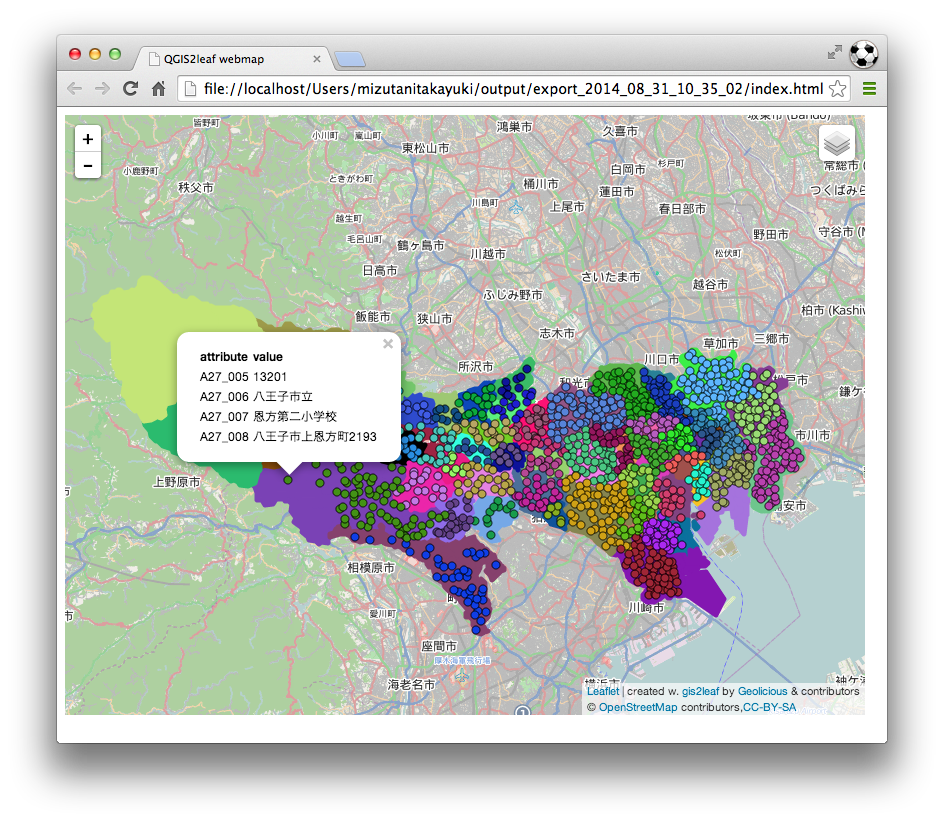 QGIS2leaf webmap
file://localhost/Users/mizutanitakayuki/output/export_2014_08_31_10_35_02/index.html
+
−
皆野町
小鹿野町
秩父市
小川町
嵐山町
東松山市
鴻巣市
久喜市
坂東市 (Bando)
常総市
白岡市
杉戸町
ときがわ町
桶川市
蓮田市
つくばみら
川島町
上尾市
春日部市
越生町
毛呂山町
鶴ヶ島市
川越市
野田市
守谷市
松伏町
日高市
さいたま市
越谷市
ふじみ野市
飯能市
狭山市
柏市 (Kashiw
志木市
草加市
三郷市
川口市
所沢市
和光市
松戸市
鎌ケ
市川市
attribute value
A27_005 13201
A27_006 八王子市立
A27_007 恩方第二小学校
A27_008 八王子市上恩方町2193
上野原市
浦安市
相模原市
町
愛川町
川崎市
座間市
厚木海軍飛行場
海老名市
横浜市
袖ケ浦
Leaflet | created w. qgis2leaf by Geolicious & contributors
© OpenStreetMap contributors,CC-BY-SA